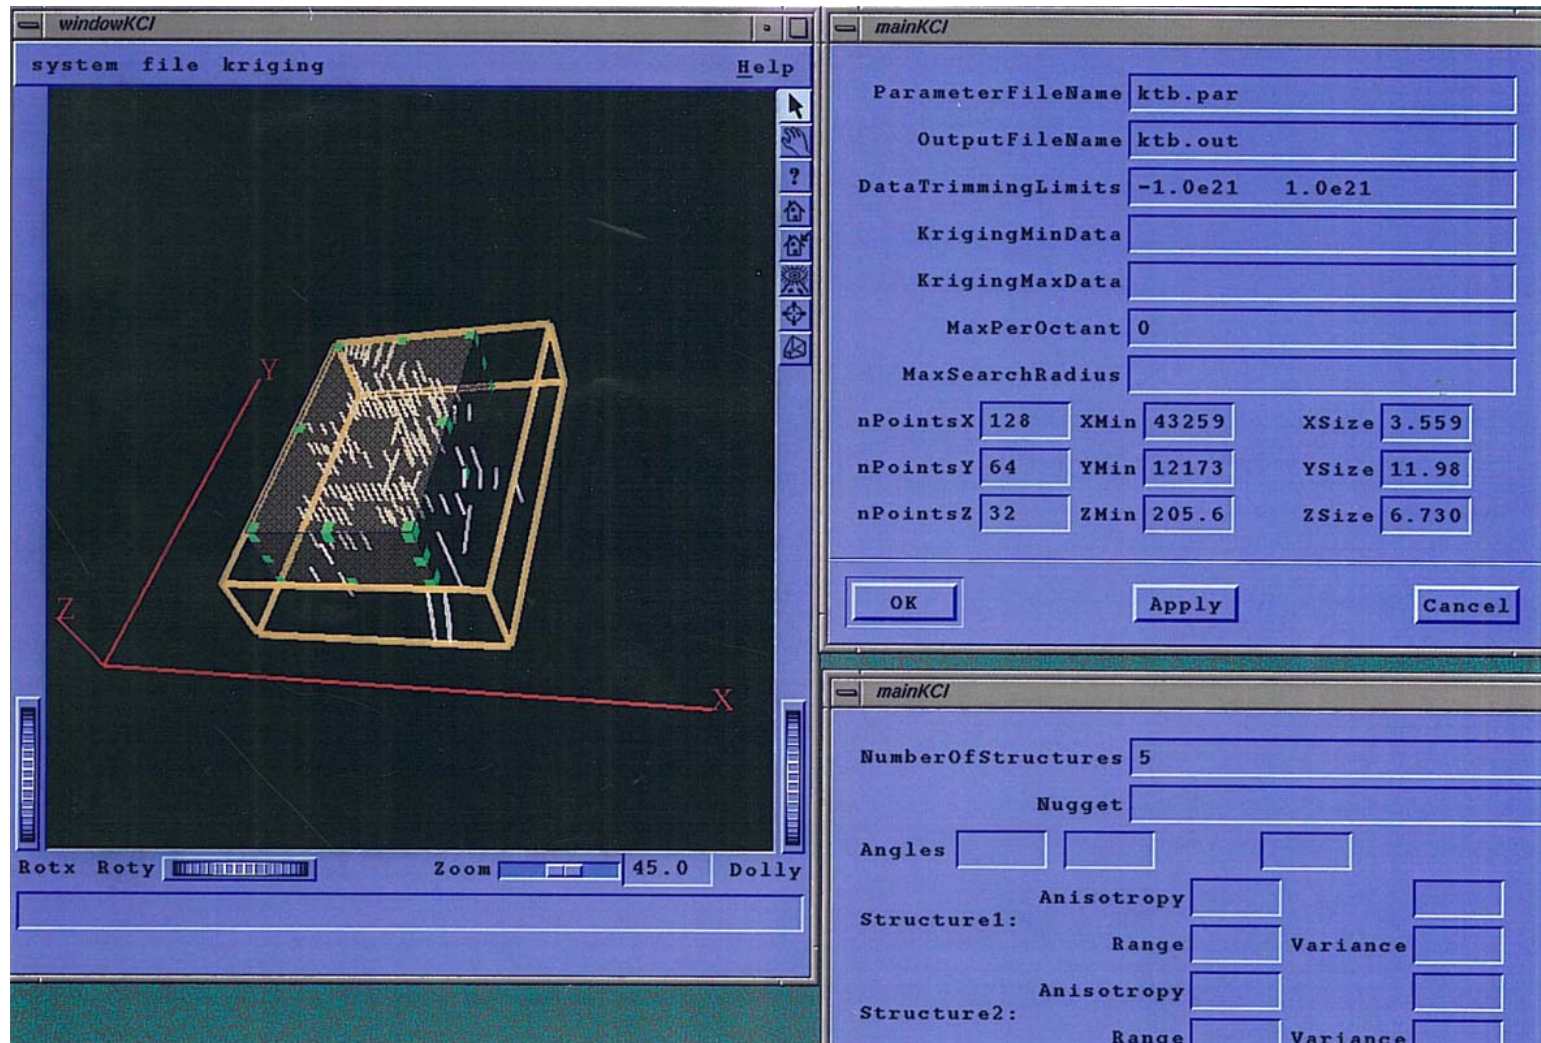 windowKCI
system file kriging Help
?
Y
Z
X
Rotx Roty Zoom 45.0 Dolly
mainKCI
ParameterFileName ktb.par
OutputFileName ktb.out
DataTrimmingLimits -1.0e21 1.0e21
KrigingMinData
KrigingMaxData
MaxPerOctant 0
MaxSearchRadius
nPointsX 128 XMin 43259 XSize 3.559
nPointsY 64 YMin 12173 YSize 11.98
nPointsZ 32 ZMin 205.6 ZSize 6.730
OK Apply Cancel
mainKCI
NumberOfStructures 5
Nugget
Angles
Anisotropy
Structure1:
Range Variance
Anisotropy
Structure2:
Range Variance